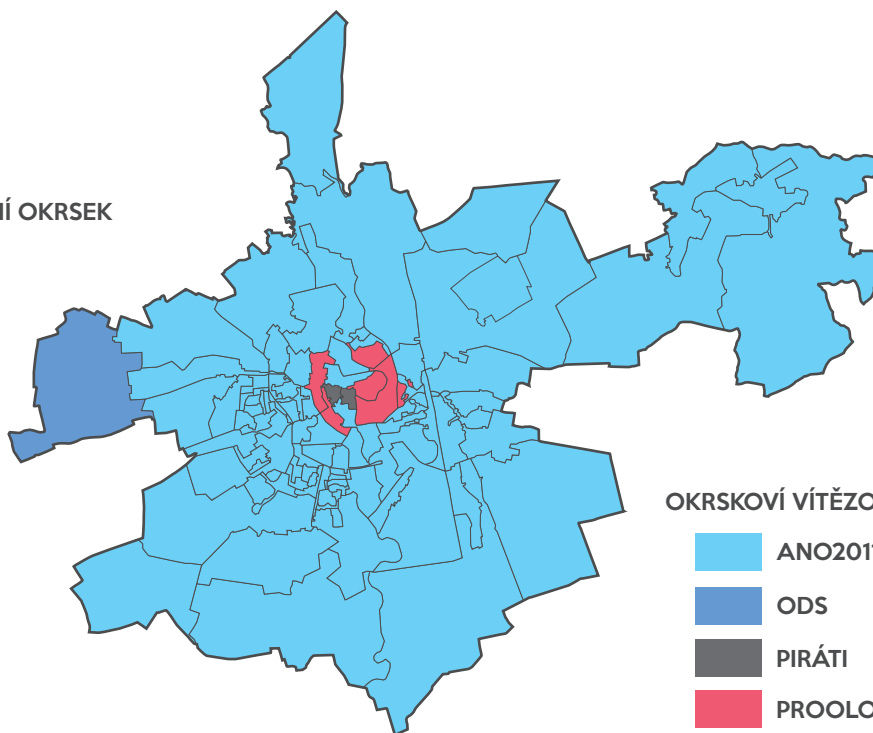 Í OKRSEK
OKRSKOVÍ VÍTĚZO
ANO201
ODS
PIRÁTI
PROOLO